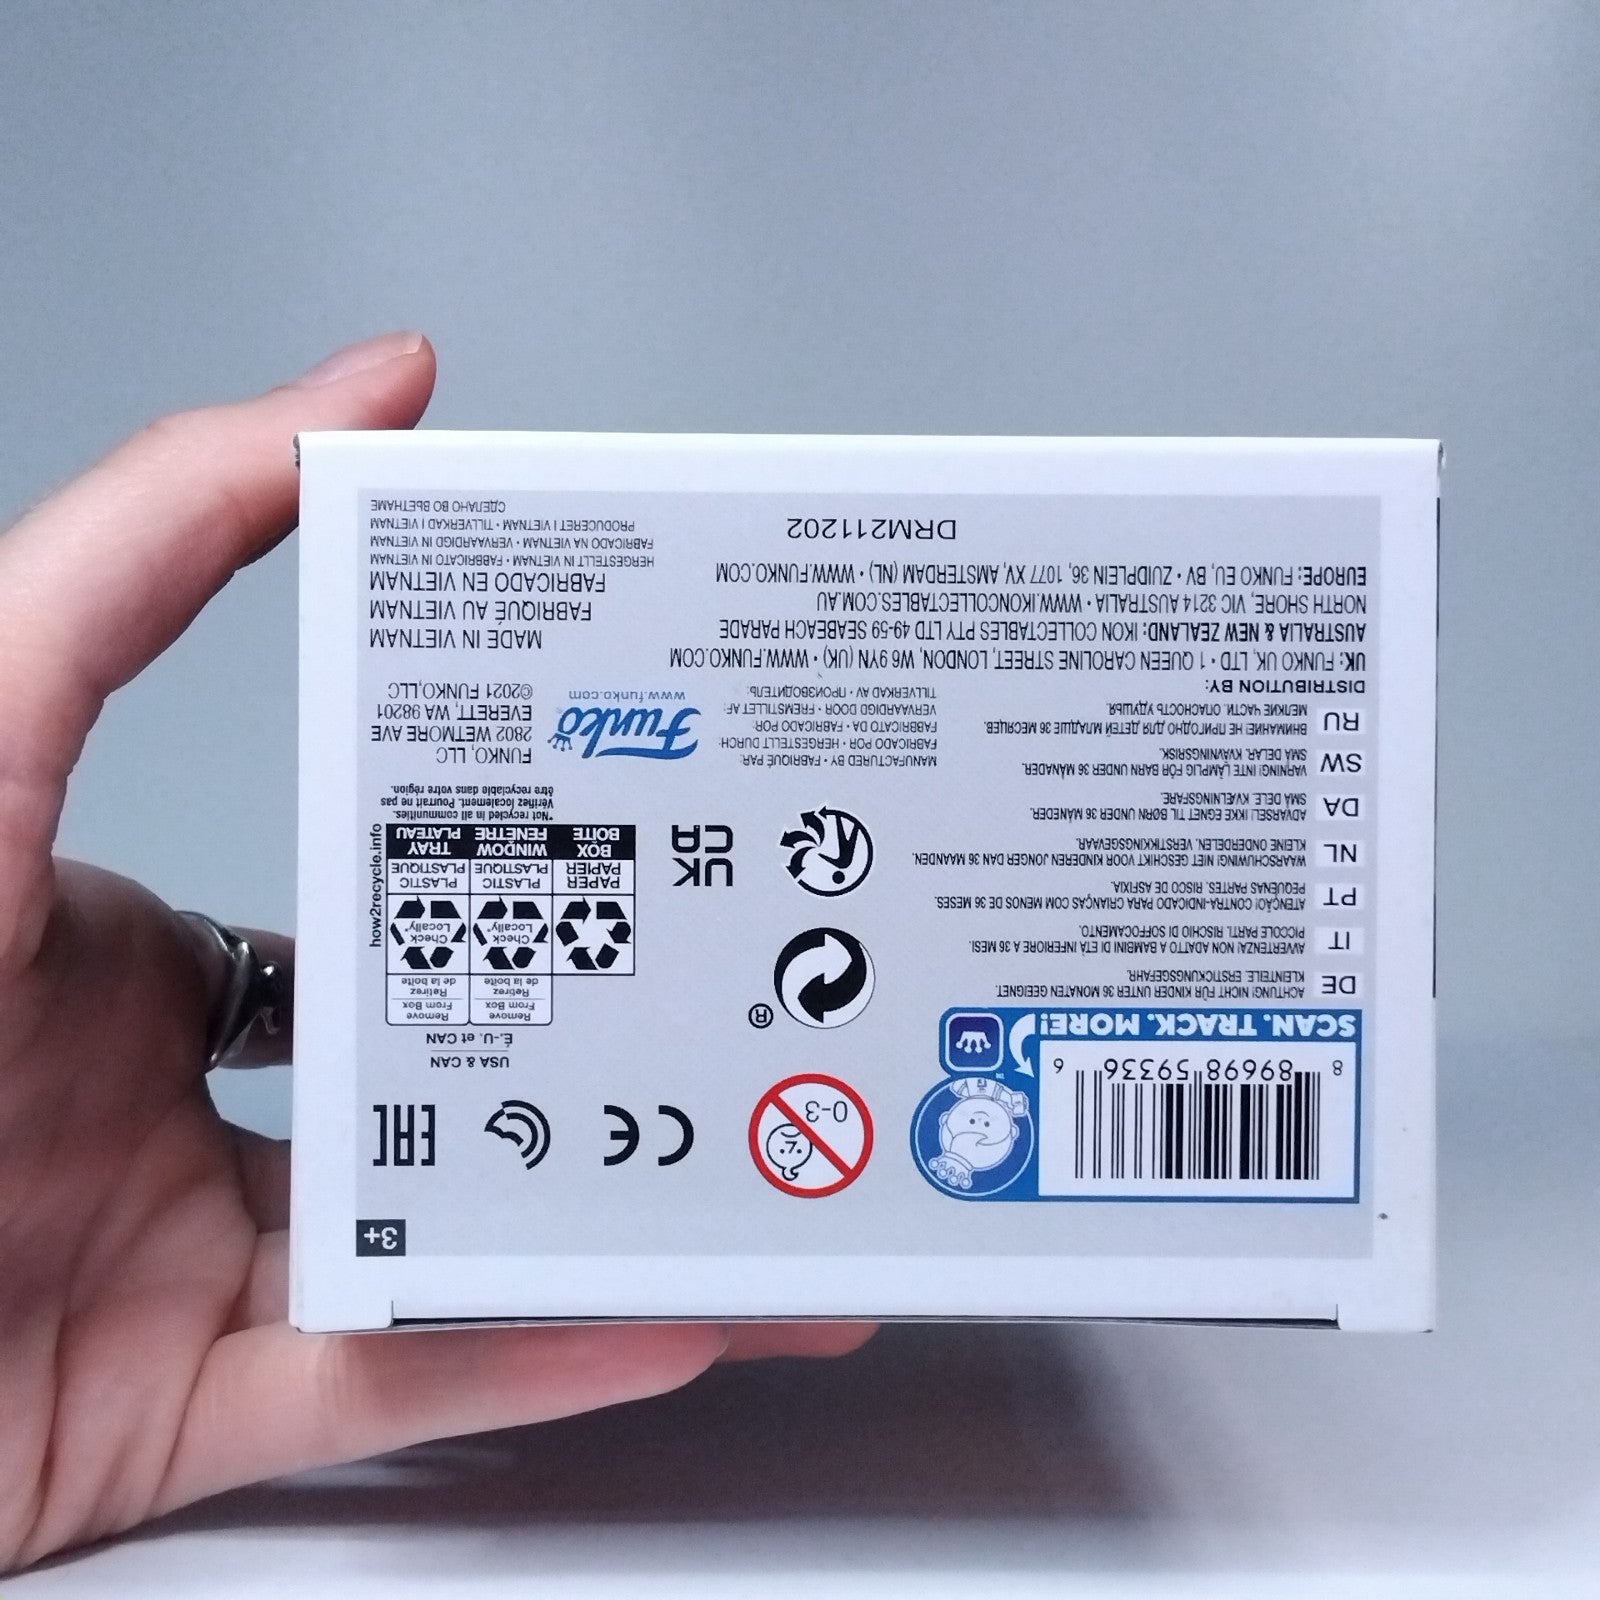 3+
8 89698 59336 6
SCAN. TRACK. MORE!
™
0-3
CE
EAC
DE
ACHTUNG! NICHT FÜR KINDER UNTER 36 MONATEN GEEIGNET.
KLEINTEILE. ERSTICKUNGSGEFAHR.
IT
AVVERTENZA! NON ADATTO A BAMBINI DI ETÀ INFERIORE A 36 MESI.
PICCOLE PARTI. RISCHIO DI SOFFOCAMENTO.
PT
ATENÇÃO! CONTRA-INDICADO PARA CRIANÇAS COM MENOS DE 36 MESES.
PEQUENAS PARTES. RISCO DE ASFIXIA.
NL
WAARSCHUWING! NIET GESCHIKT VOOR KINDEREN JONGER DAN 36 MAANDEN.
KLEINE ONDERDELEN. VERSTIKKINGSGEVAAR.
DA
ADVARSEL! IKKE EGNET TIL BØRN UNDER 36 MÅNEDER.
SMÅ DELE. KVÆLNINGSFARE.
SW
VARNING! INTE LÄMPLIG FÖR BARN UNDER 36 MÅNADER.
SMÅ DELAR. KVÄVNINGSRISK.
RU
ВНИМАНИЕ! НЕ ПРИГОДНО ДЛЯ ДЕТЕЙ МЛАДШЕ 36 МЕСЯЦЕВ.
МЕЛКИЕ ЧАСТИ. ОПАСНОСТЬ УДУШЬЯ.
®
UK
CA
USA & CAN
É.-U. et CAN
Remove
From Box
Retirez
de la boîte
Remove
From Box
Retirez
de la boîte
Check
Locally*
Check
Locally*
PAPER
PAPIER
BOX
BOÎTE
PLASTIC
PLASTIQUE
WINDOW
FENÊTRE
PLASTIC
PLASTIQUE
TRAY
PLATEAU
how2recycle.info
*Not recycled in all communities.
Vérifiez localement. Pourrait ne pas
être recyclable dans votre région.
MANUFACTURED BY • FABRIQUÉ PAR:
FABRICADO POR • HERGESTELLT DURCH:
FABRICATO DA • FABRICADO POR:
VERVAARDIGD DOOR • FREMSTILLET AF:
TILLVERKAD AV • ПРОИЗВОДИТЕЛЬ:
Funko
www.funko.com
FUNKO, LLC
2802 WETMORE AVE
EVERETT, WA 98201
©2021 FUNKO,LLC
DISTRIBUTION BY:
UK: FUNKO UK, LTD • 1 QUEEN CAROLINE STREET, LONDON, W6 9YN (UK) • WWW.FUNKO.COM
AUSTRALIA & NEW ZEALAND: IKON COLLECTABLES PTY LTD 49-59 SEABEACH PARADE
NORTH SHORE, VIC 3214 AUSTRALIA • WWW.IKONCOLLECTABLES.COM.AU
EUROPE: FUNKO EU, BV • ZUIDPLEIN 36, 1077 XV, AMSTERDAM (NL) • WWW.FUNKO.COM
MADE IN VIETNAM
FABRIQUÉ AU VIETNAM
FABRICADO EN VIETNAM
HERGESTELLT IN VIETNAM • FABBRICATO IN VIETNAM
FABRICADO NA VIETNAM • VERVAARDIGD IN VIETNAM
PRODUCERET I VIETNAM • TILLVERKAD I VIETNAM
СДЕЛАНО ВО ВЬЕТНАМЕ
DRM211202